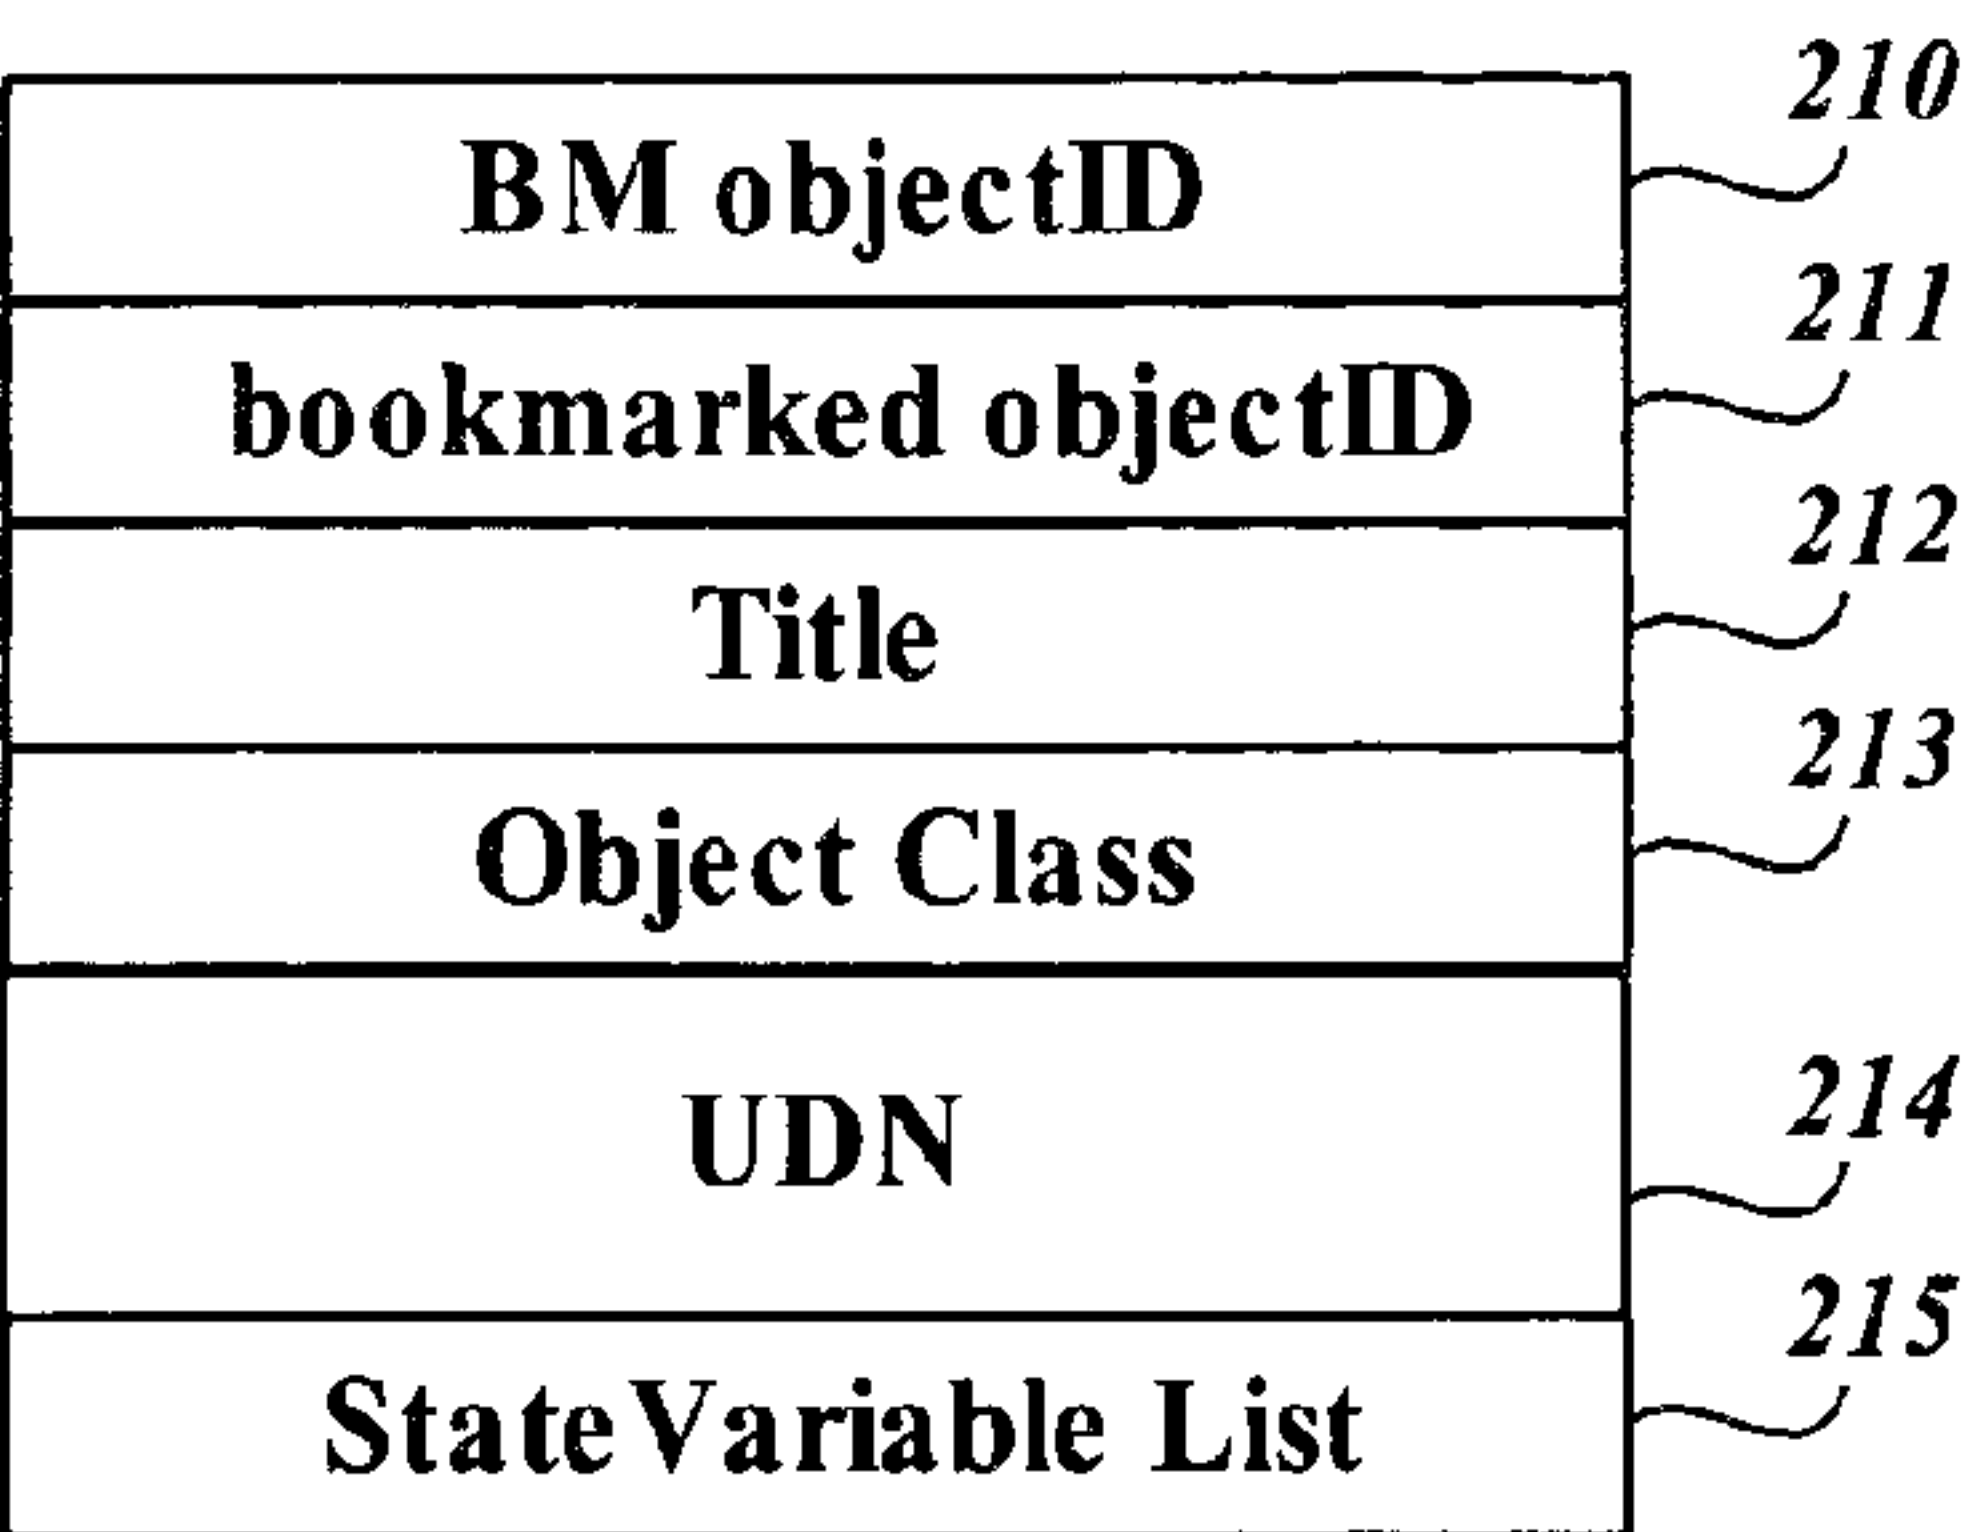 210
BM objectID
211
bookmarked objectID
212
Title
213
Object Class
214
UDN
215
StateVariable List